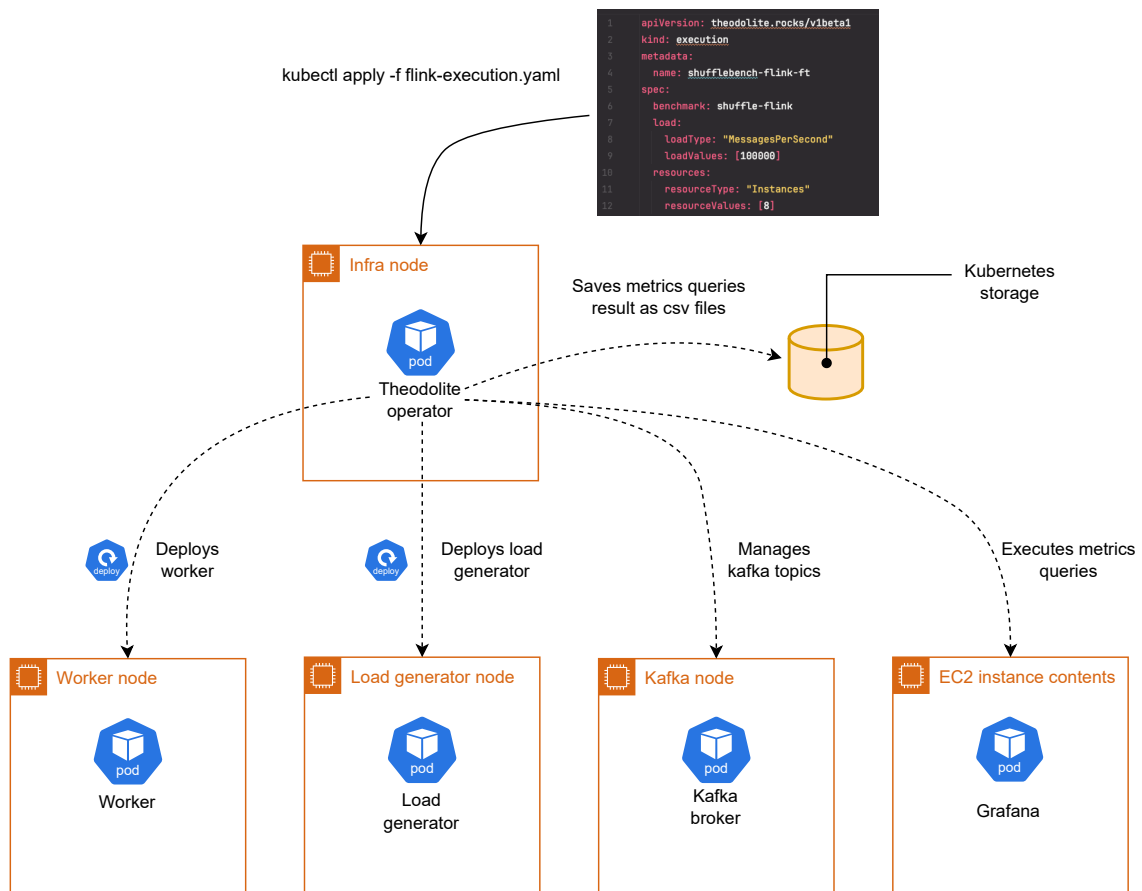 kubectl apply -f flink-execution.yaml
1 apiVersion: theodolite.rocks/v1beta1
2 kind: execution
3 metadata:
4 name: shufflebench-flink-ft
5 spec:
6 benchmark: shuffle-flink
7 load:
8 loadType: "MessagesPerSecond"
9 loadValues: [100000]
10 resources:
11 resourceType: "Instances"
12 resourceValues: [8]
Infra node
pod
Theodolite
operator
Saves metrics queries
result as csv files
Kubernetes
storage
deploy
Deploys
worker
deploy
Deploys load
generator
Manages
kafka topics
Executes metrics
queries
Worker node
pod
Worker
Load generator node
pod
Load
generator
Kafka node
pod
Kafka
broker
EC2 instance contents
pod
Grafana